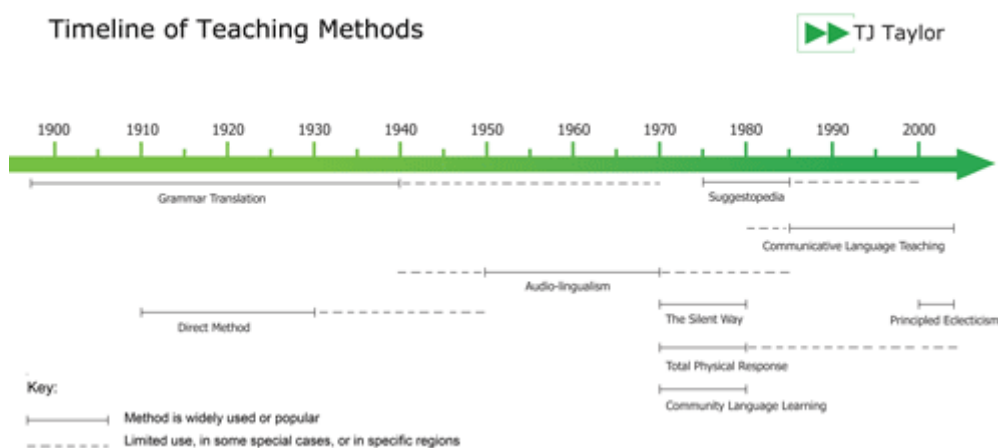 Timeline of Teaching Methods
TJ Taylor
1900 1910 1920 1930 1940 1950 1960 1970 1980 1990 2000
Grammar Translation
Suggestopedia
Communicative Language Teaching
Audio-lingualism
The Silent Way
Principled Eclecticism
Direct Method
Total Physical Response
Community Language Learning
Key:
Method is widely used or popular
Limited use, in some special cases, or in specific regions